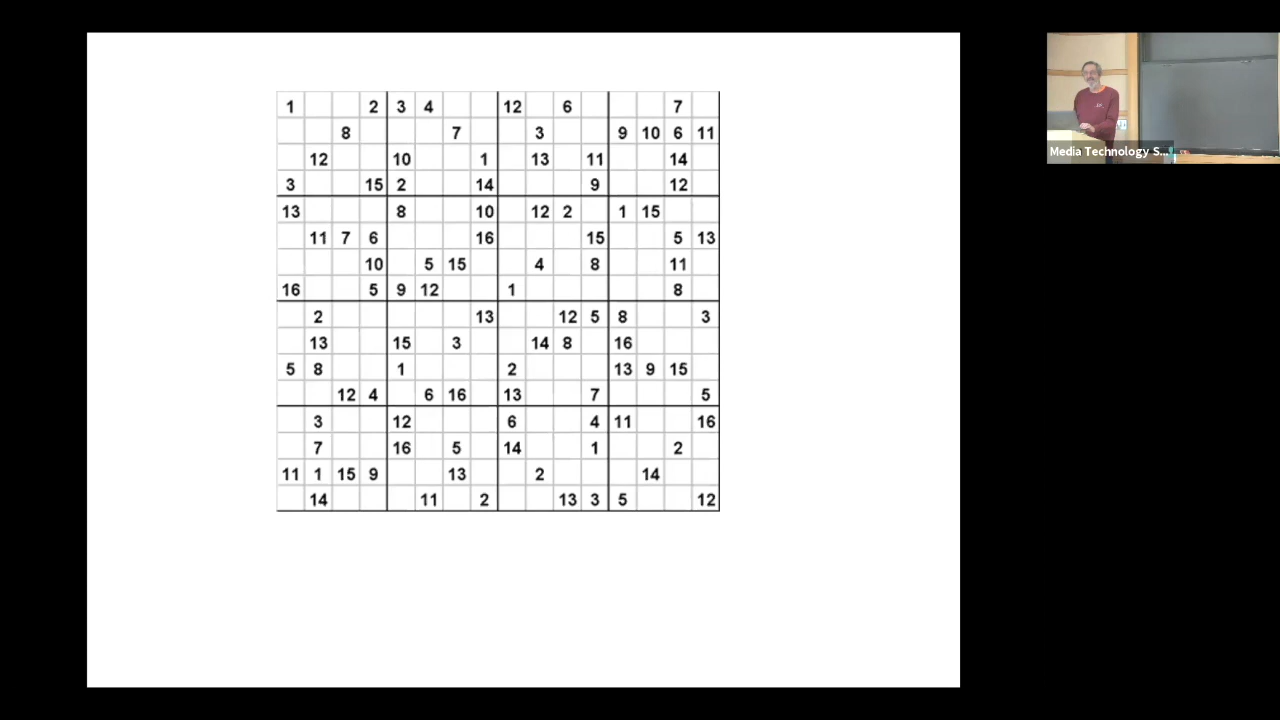 1 2 3 4 12 6 7
8 7 3 9 10 6 11
12 10 1 13 11 14
3 15 2 14 9 12
13 8 10 12 2 1 15
11 7 6 16 15 5 13
10 5 15 4 8 11
16 5 9 12 1 8
2 13 12 5 8 3
13 15 3 14 8 16
5 8 1 2 13 9 15
12 4 6 16 13 7 5
3 12 6 4 11 16
7 16 5 14 1 2
11 1 15 9 13 2 14
14 11 2 13 3 5 12
Media Technology S...